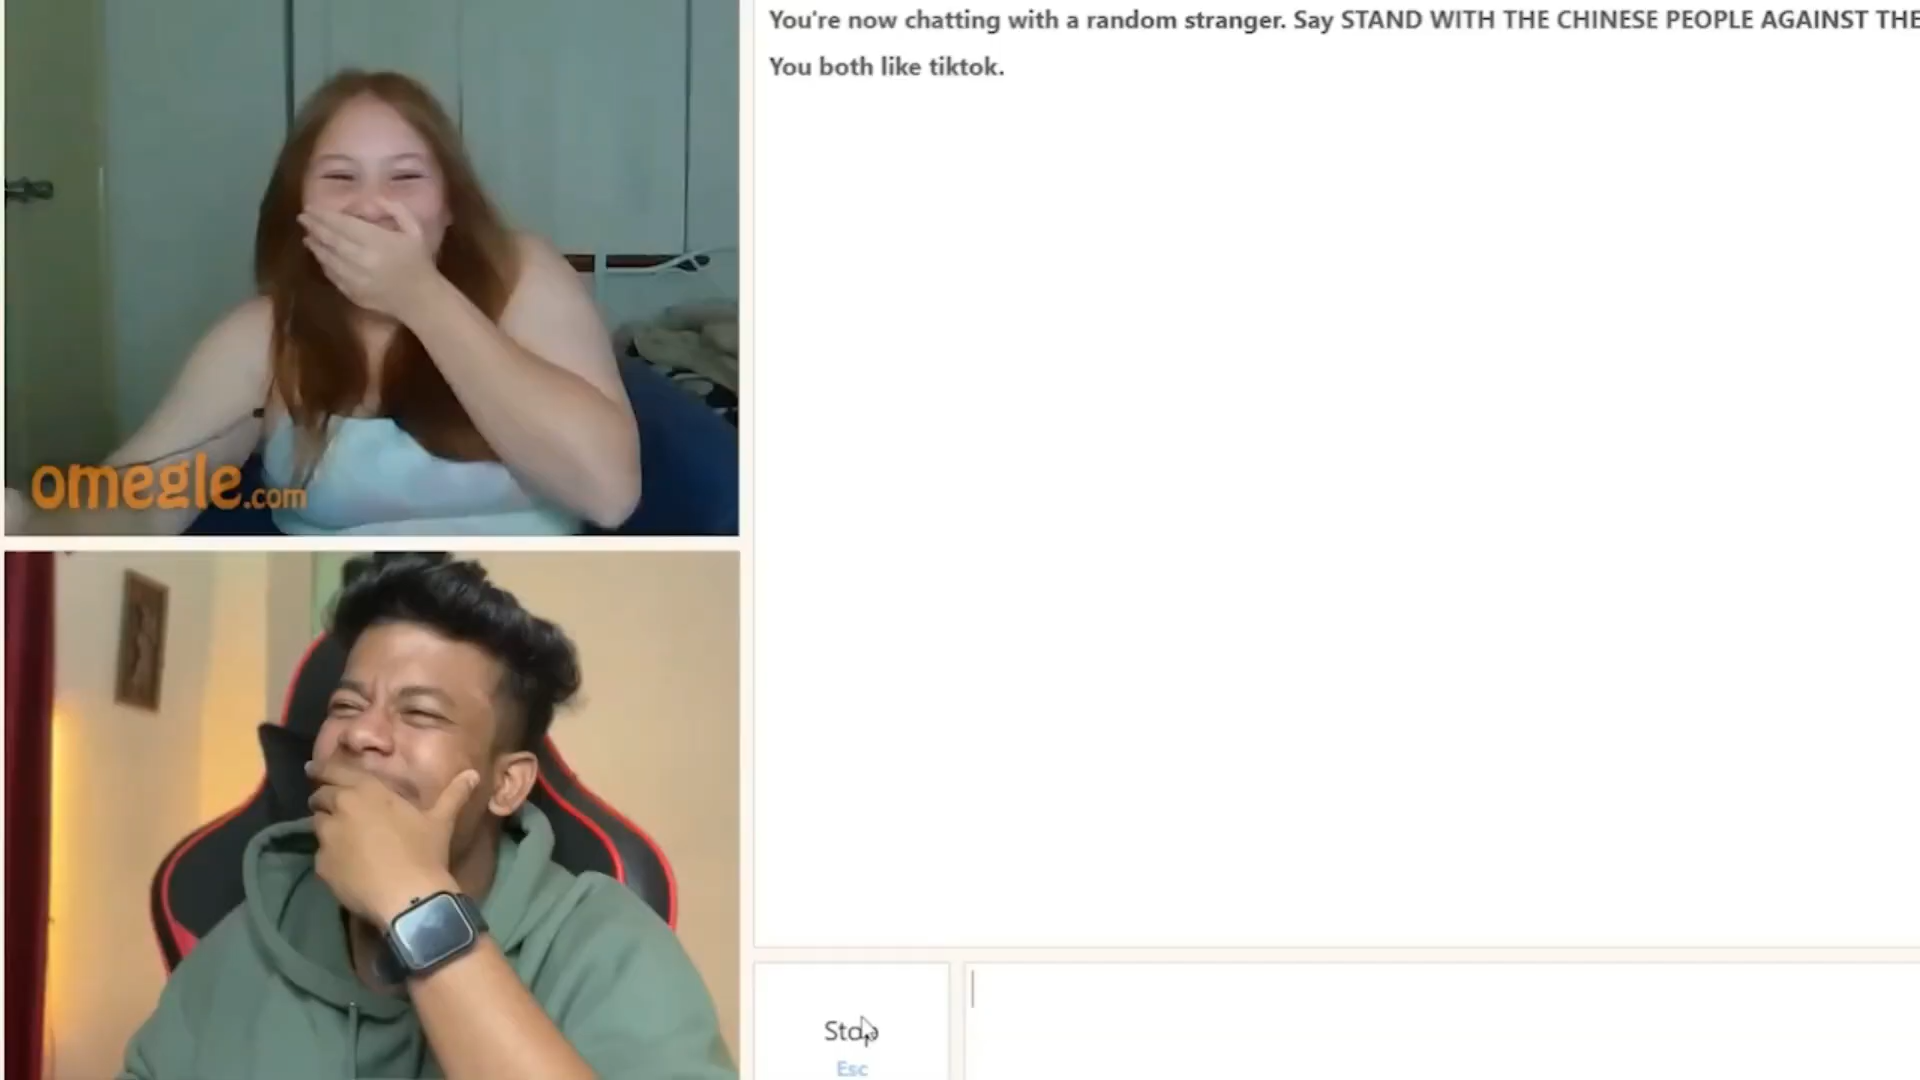 You're now chatting with a random stranger. Say STAND WITH THE CHINESE PEOPLE AGAINST THE
You both like tiktok.
omegle.com
Stop
Esc